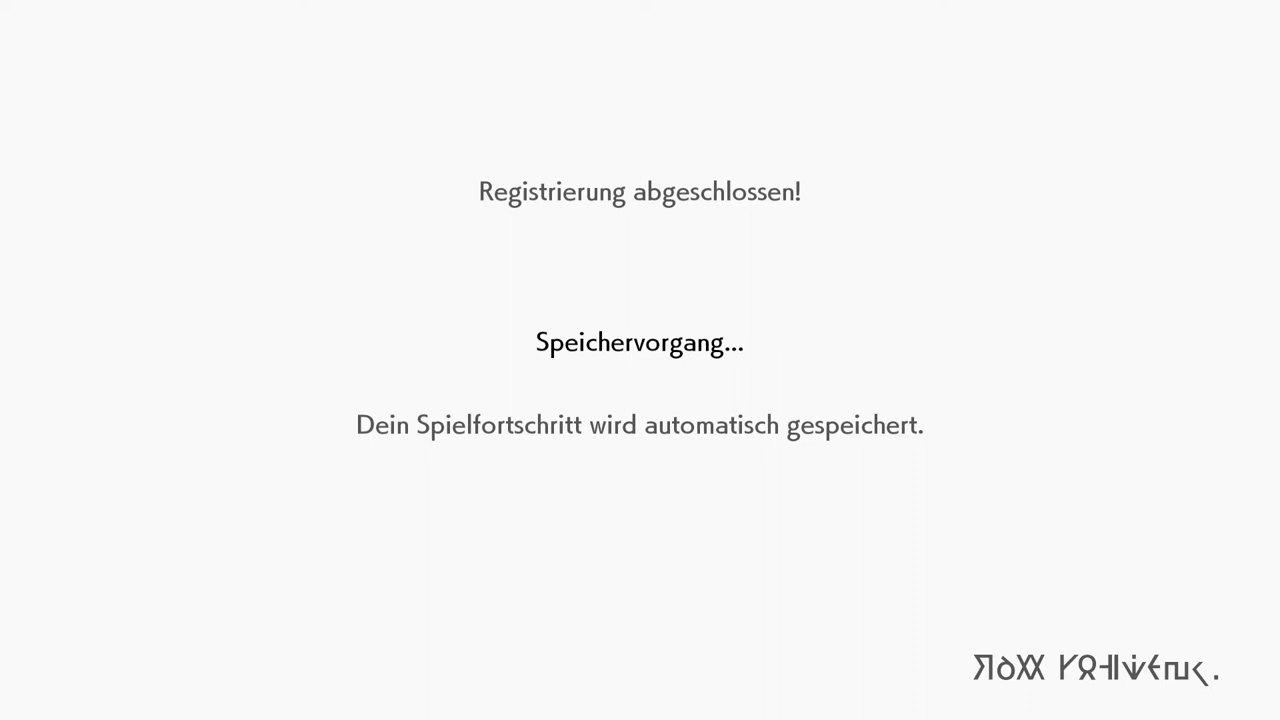 Registrierung abgeschlossen!
Speichervorgang...
Dein Spielfortschritt wird automatisch gespeichert.